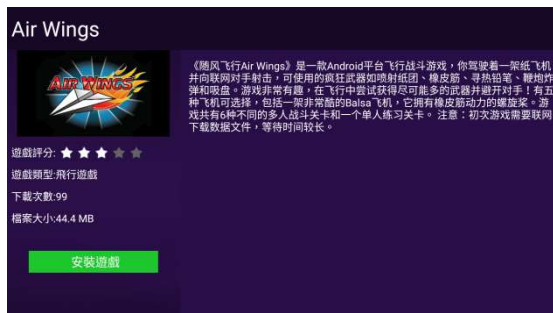 Air Wings
AIR WINGS
《随风飞行Air Wings》是一款Android平台飞行战斗游戏，你驾驶着一架纸飞机
并向联网对手射击，可使用的疯狂武器如喷射纸团、橡皮筋、寻热铅笔、鞭炮炸
弹和吸盘。游戏非常有趣，在飞行中尝试获得尽可能多的武器并避开对手！有五
种飞机可选择，包括一架非常酷的Balsa飞机，它拥有橡皮筋动力的螺旋桨。游
戏共有6种不同的多人战斗关卡和一个单人练习关卡。 注意：初次游戏需要联网
下载数据文件，等待时间较长。
遊戲評分:
遊戲類型:飛行遊戲
下載次數:99
檔案大小:44.4 MB
安裝遊戲